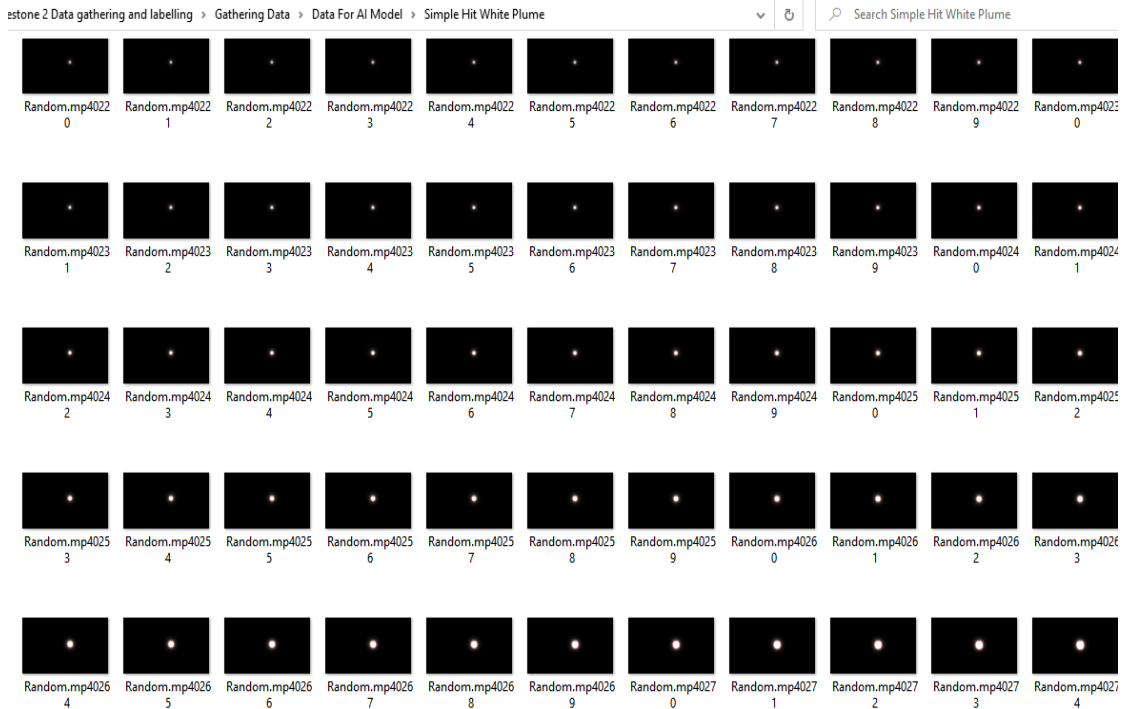 estone 2 Data gathering and labelling › Gathering Data › Data For AI Model › Simple Hit White Plume Search Simple Hit White Plume
Random.mp4022 Random.mp4022 Random.mp4022 Random.mp4022 Random.mp4022 Random.mp4022 Random.mp4022 Random.mp4022 Random.mp4022 Random.mp4022 Random.mp4023
0 1 2 3 4 5 6 7 8 9 0
Random.mp4023 Random.mp4023 Random.mp4023 Random.mp4023 Random.mp4023 Random.mp4023 Random.mp4023 Random.mp4023 Random.mp4023 Random.mp4024 Random.mp4024
1 2 3 4 5 6 7 8 9 0 1
Random.mp4024 Random.mp4024 Random.mp4024 Random.mp4024 Random.mp4024 Random.mp4024 Random.mp4024 Random.mp4024 Random.mp4025 Random.mp4025 Random.mp4025
2 3 4 5 6 7 8 9 0 1 2
Random.mp4025 Random.mp4025 Random.mp4025 Random.mp4025 Random.mp4025 Random.mp4025 Random.mp4025 Random.mp4026 Random.mp4026 Random.mp4026 Random.mp4026
3 4 5 6 7 8 9 0 1 2 3
Random.mp4026 Random.mp4026 Random.mp4026 Random.mp4026 Random.mp4026 Random.mp4026 Random.mp4027 Random.mp4027 Random.mp4027 Random.mp4027 Random.mp4027
4 5 6 7 8 9 0 1 2 3 4